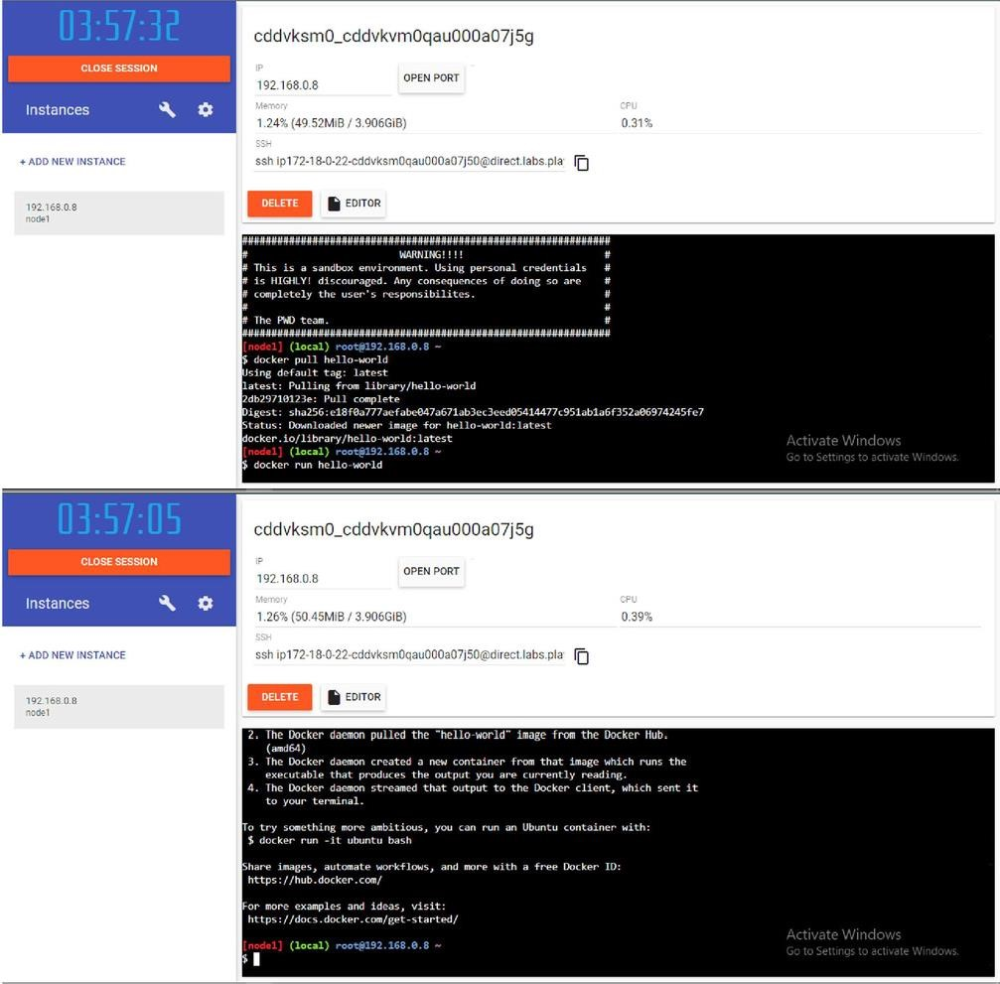 03:57:32
CLOSE SESSION
Instances
+ ADD NEW INSTANCE
192.168.0.8
node1
cddvksm0_cddvkvm0qau000a07j5g
IP
192.168.0.8
OPEN PORT
Memory
1.24% (49.52MiB / 3.906GiB)
CPU
0.31%
SSH
ssh ip172-18-0-22-cddvksm0qau000a07j50@direct.labs.pla
DELETE
EDITOR
###############################################################
# WARNING!!!! #
# This is a sandbox environment. Using personal credentials #
# is HIGHLY! discouraged. Any consequences of doing so are #
# completely the user's responsibilites. #
# #
# The PWD team. #
###############################################################
[node1] (local) root@192.168.0.8 ~
$ docker pull hello-world
Using default tag: latest
latest: Pulling from library/hello-world
2db29710123e: Pull complete
Digest: sha256:e18f0a777aefabe047a671ab3ec3eed05414477c951ab1a6f352a06974245fe7
Status: Downloaded newer image for hello-world:latest
docker.io/library/hello-world:latest
[node1] (local) root@192.168.0.8 ~
$ docker run hello-world
Activate Windows
Go to Settings to activate Windows.
03:57:05
CLOSE SESSION
Instances
+ ADD NEW INSTANCE
192.168.0.8
node1
cddvksm0_cddvkvm0qau000a07j5g
IP
192.168.0.8
OPEN PORT
Memory
1.26% (50.45MiB / 3.906GiB)
CPU
0.39%
SSH
ssh ip172-18-0-22-cddvksm0qau000a07j50@direct.labs.pla
DELETE
EDITOR
2. The Docker daemon pulled the "hello-world" image from the Docker Hub.
(amd64)
3. The Docker daemon created a new container from that image which runs the
executable that produces the output you are currently reading.
4. The Docker daemon streamed that output to the Docker client, which sent it
to your terminal.
To try something more ambitious, you can run an Ubuntu container with:
$ docker run -it ubuntu bash
Share images, automate workflows, and more with a free Docker ID:
https://hub.docker.com/
For more examples and ideas, visit:
https://docs.docker.com/get-started/
[node1] (local) root@192.168.0.8 ~
$
Activate Windows
Go to Settings to activate Windows.